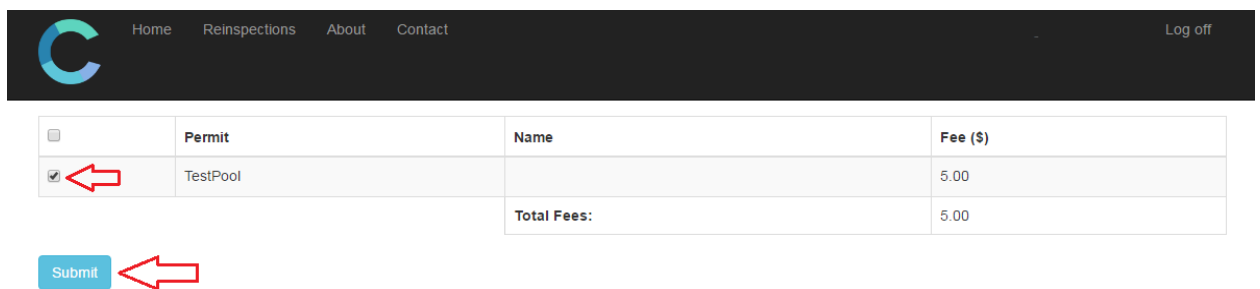 Home Reinspections About Contact Log off
Permit Name Fee ($)
TestPool 5.00
Total Fees: 5.00
Submit